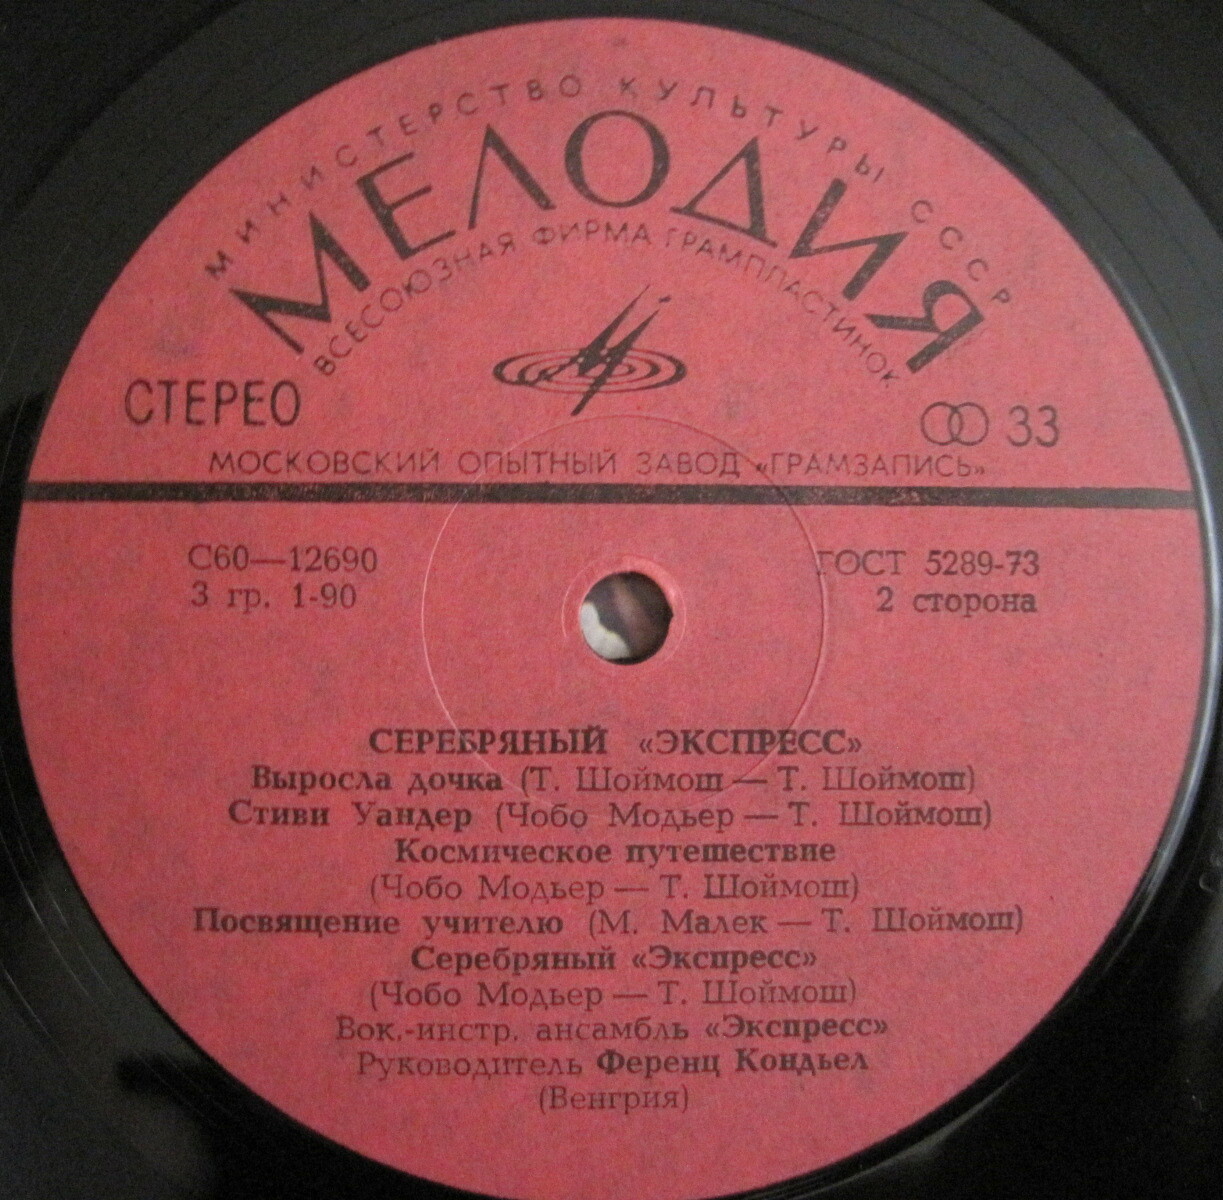 МИНИСТЕРСТВО КУЛЬТУРЫ СССР
МЕЛОДИЯ
ВСЕСОЮЗНАЯ ФИРМА ГРАМПЛАСТИНОК
СТЕРЕО
33
МОСКОВСКИЙ ОПЫТНЫЙ ЗАВОД «ГРАМЗАПИСЬ»
С60—12690
ГОСТ 5289-73
3 гр. 1-90
2 сторона
СЕРЕБРЯНЫЙ «ЭКСПРЕСС»
Выросла дочка (Т. Шоймош — Т. Шоймош)
Стиви Уандер (Чобо Модьер — Т. Шоймош)
Космическое путешествие
(Чобо Модьер — Т. Шоймош)
Посвящение учителю (М. Малек — Т. Шоймош)
Серебряный «Экспресс»
(Чобо Модьер — Т. Шоймош)
Вок.-инстр. ансамбль «Экспресс»
Руководитель Ференц Кондьел
(Венгрия)